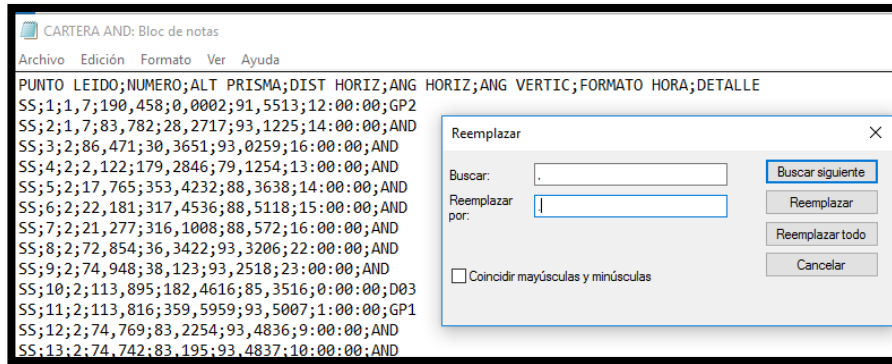 CARTERA AND: Bloc de notas
Archivo Edición Formato Ver Ayuda
PUNTO LEIDO;NUMERO;ALT PRISMA;DIST HORIZ;ANG HORIZ;ANG VERTIC;FORMATO HORA;DETALLE
SS;1;1,7;190,458;0,0002;91,5513;12:00:00;GP2
SS;2;1,7;83,782;28,2717;93,1225;14:00:00;AND
SS;3;2;86,471;30,3651;93,0259;16:00:00;AND
SS;4;2;2,122;179,2846;79,1254;13:00:00;AND
SS;5;2;17,765;353,4232;88,3638;14:00:00;AND
SS;6;2;22,181;317,4536;88,5118;15:00:00;AND
SS;7;2;21,277;316,1008;88,572;16:00:00;AND
SS;8;2;72,854;36,3422;93,3206;22:00:00;AND
SS;9;2;74,948;38,123;93,2518;23:00:00;AND
SS;10;2;113,895;182,4616;85,3516;0:00:00;D03
SS;11;2;113,816;359,5959;93,5007;1:00:00;GP1
SS;12;2;74,769;83,2254;93,4836;9:00:00;AND
SS;13;2;74,742;83,195;93,4837;10:00:00;AND
Reemplazar
Buscar: , Buscar siguiente
Reemplazar por: . Reemplazar
Reemplazar todo
Cancelar
Coincidir mayúsculas y minúsculas